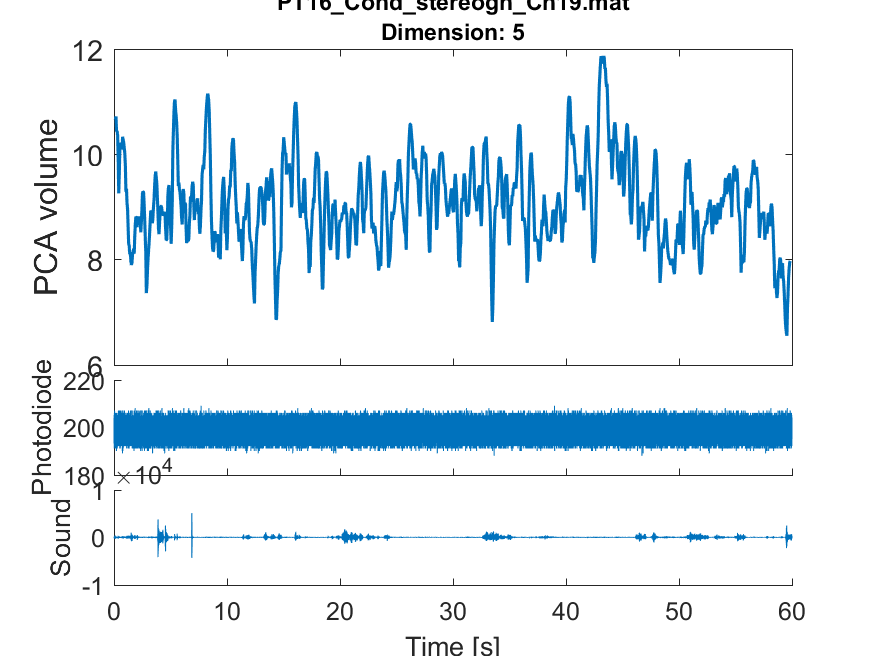 PT16_Cond_stereogn_Ch19.mat
Dimension: 5
12
10
8
6
PCA volume
220
200
180
Photodiode
×10⁴
1
0
-1
Sound
0 10 20 30 40 50 60
Time [s]